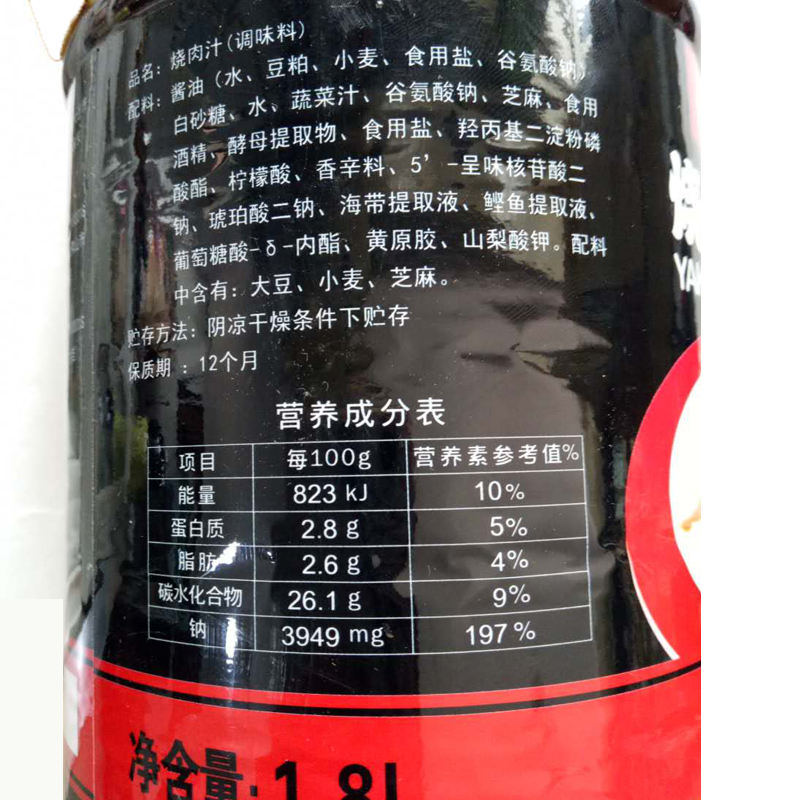 品名：烧肉汁(调味料)
配料：酱油（水、豆粕、小麦、食用盐、谷氨酸钠）
白砂糖、水、蔬菜汁、谷氨酸钠、芝麻、食用
酒精、酵母提取物、食用盐、羟丙基二淀粉磷
酸酯、柠檬酸、香辛料、5'-呈味核苷酸二
钠、琥珀酸二钠、海带提取液、鲣鱼提取液、
葡萄糖酸-δ-内酯、黄原胶、山梨酸钾。配料
中含有：大豆、小麦、芝麻。
贮存方法：阴凉干燥条件下贮存
保质期：12个月
营养成分表
项目 每100g 营养素参考值%
能量 823 kJ 10%
蛋白质 2.8 g 5%
脂肪 2.6 g 4%
碳水化合物 26.1 g 9%
钠 3949 mg 197%
净含量：1.8L
烧
YA